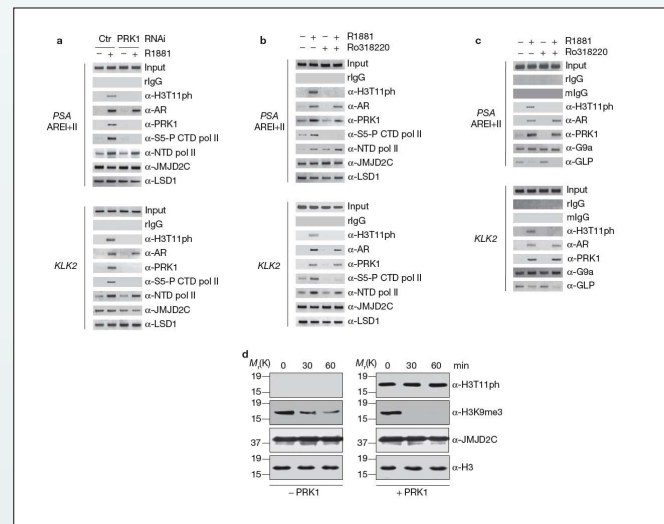 a
Ctr PRK1 RNAi
– + – + R1881
PSA
AREI+II
Input
rIgG
α-H3T11ph
α-AR
α-PRK1
α-S5-P CTD pol II
α-NTD pol II
α-JMJD2C
α-LSD1
KLK2
Input
rIgG
α-H3T11ph
α-AR
α-PRK1
α-S5-P CTD pol II
α-NTD pol II
α-JMJD2C
α-LSD1
b
– + – + R1881
– – + + Ro318220
PSA
AREI+II
Input
rIgG
α-H3T11ph
α-AR
α-PRK1
α-S5-P CTD pol II
α-NTD pol II
α-JMJD2C
α-LSD1
KLK2
Input
rIgG
α-H3T11ph
α-AR
α-PRK1
α-S5-P CTD pol II
α-NTD pol II
α-JMJD2C
α-LSD1
c
– + – + R1881
– – + + Ro318220
PSA
AREI+II
Input
rIgG
mIgG
α-H3T11ph
α-AR
α-PRK1
α-G9a
α-GLP
KLK2
Input
rIgG
mIgG
α-H3T11ph
α-AR
α-PRK1
α-G9a
α-GLP
d
Mr(K) 0 30 60 Mr(K) 0 30 60 min
19 19
15 15 α-H3T11ph
19 19
15 15 α-H3K9me3
37 37 α-JMJD2C
19 19
15 15 α-H3
– PRK1 + PRK1